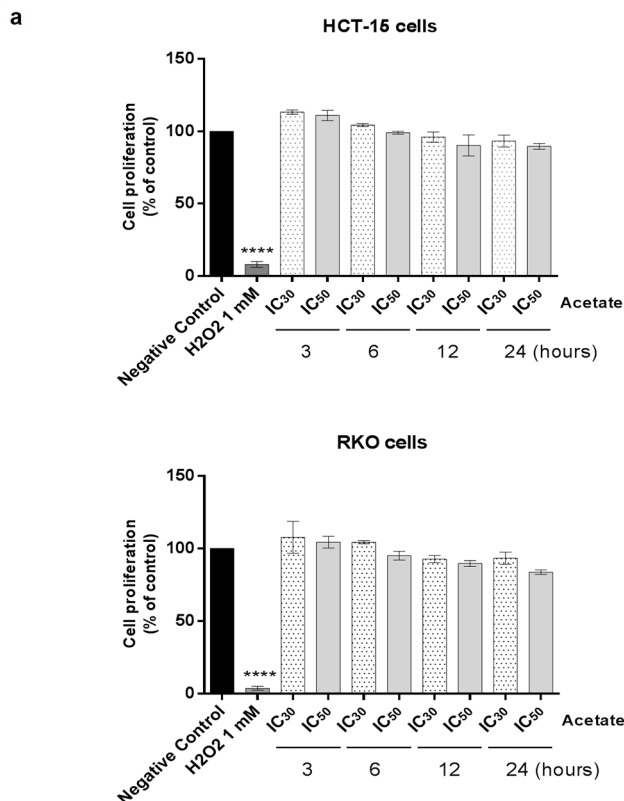 a
HCT-15 cells
Cell proliferation
(% of control)
150
100
50
0
****
Negative Control
H2O2 1 mM
IC30
IC50
IC30
IC50
IC30
IC50
IC30
IC50
Acetate
3
6
12
24 (hours)
RKO cells
Cell proliferation
(% of control)
150
100
50
0
****
Negative Control
H2O2 1 mM
IC30
IC50
IC30
IC50
IC30
IC50
IC30
IC50
Acetate
3
6
12
24 (hours)